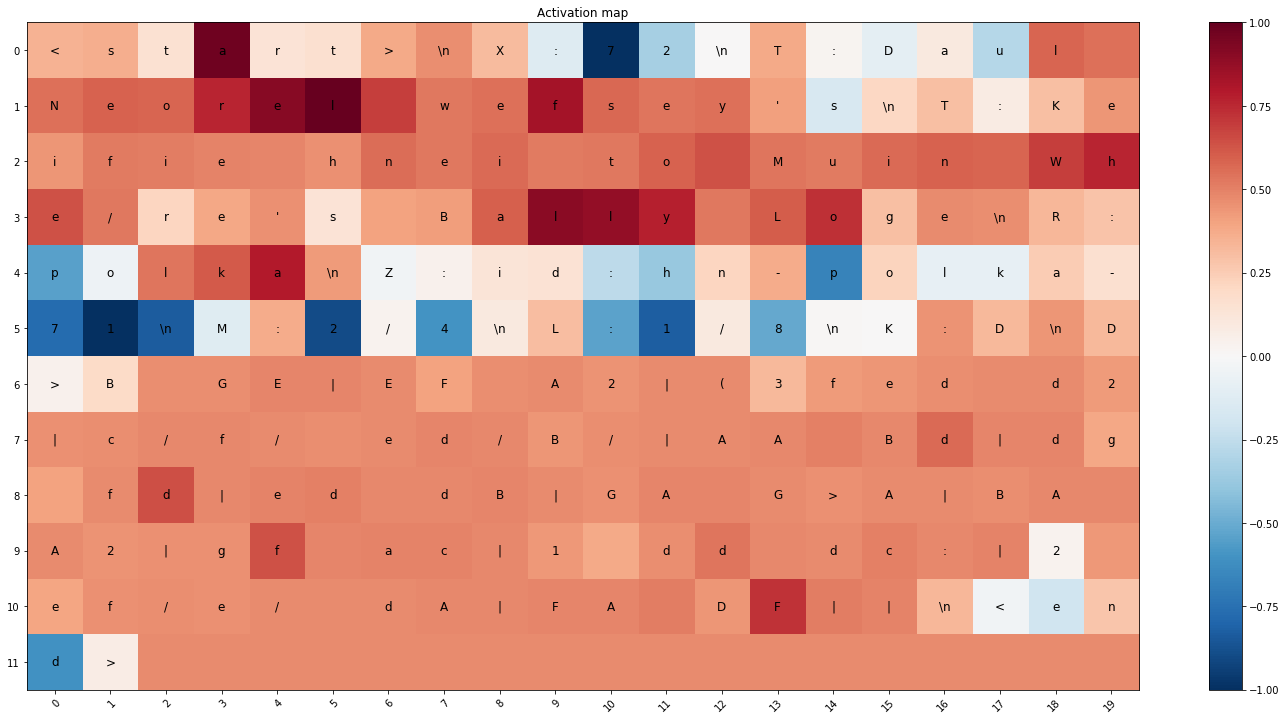 Activation map
0 < s t a r t > \n X : 7 2 \n T : D a u l
1 N e o r e l w e f s e y ' s \n T : K e
2 i f i e h n e i t o M u i n W h
3 e / r e ' s B a l l y L o g e \n R :
4 p o l k a \n Z : i d : h n - p o l k a -
5 7 1 \n M : 2 / 4 \n L : 1 / 8 \n K : D \n D
6 > B G E | E F A 2 | ( 3 f e d d 2
7 | c / f / e d / B / | A A B d | d g
8 f d | e d d B | G A G > A | B A
9 A 2 | g f a c | 1 d d d c : | 2
10 e f / e / d A | F A D F | | \n < e n
11 d >
0 1 2 3 4 5 6 7 8 9 10 11 12 13 14 15 16 17 18 19
1.00
0.75
0.50
0.25
0.00
−0.25
−0.50
−0.75
−1.00